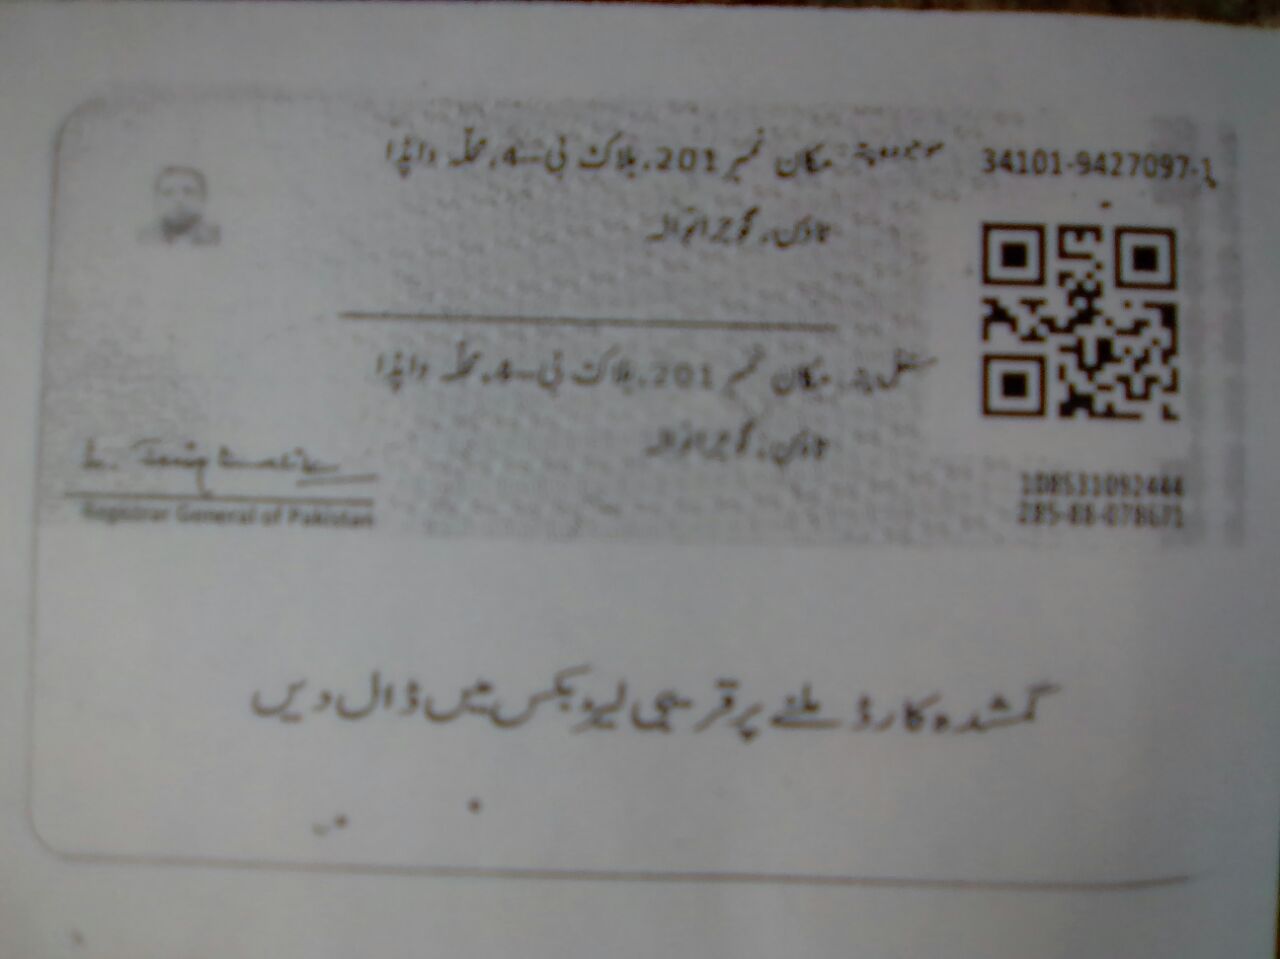 34101-9427097-1
موجودہ پتہ: مکان نمبر 201، بلاک بی-4، محلہ واپڈا
ٹاؤن، گوجرانوالہ
مستقل پتہ: مکان نمبر 201، بلاک بی-4، محلہ واپڈا
ٹاؤن، گوجرانوالہ
Registrar General of Pakistan
108531092444
285-88-078671
گمشدہ کارڈ ملنے پر قریبی لیٹر بکس میں ڈال دیں